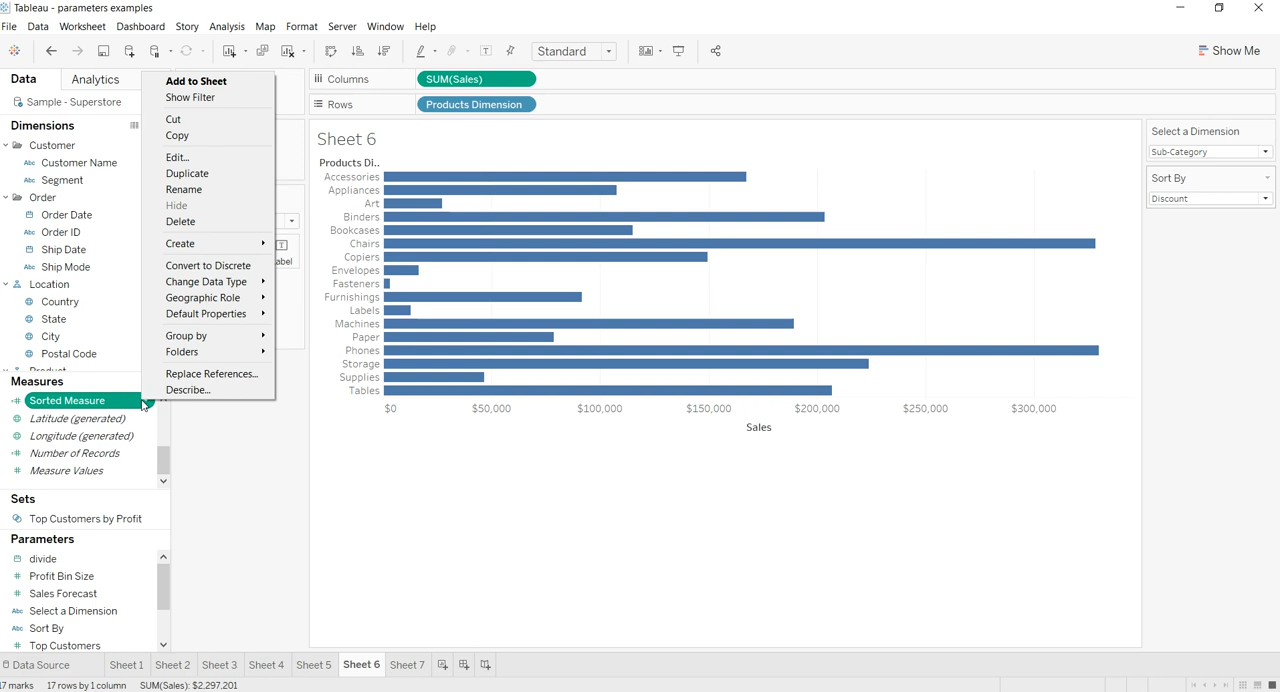 Tableau - parameters examples
File Data Worksheet Dashboard Story Analysis Map Format Server Window Help
Standard
Show Me
Data Analytics
Sample - Superstore
Dimensions
Customer
Abc Customer Name
Abc Segment
Order
Order Date
Abc Order ID
Ship Date
Abc Ship Mode
Location
Country
State
City
Postal Code
Measures
Sorted Measure
Latitude (generated)
Longitude (generated)
Number of Records
Measure Values
Sets
Top Customers by Profit
Parameters
divide
Profit Bin Size
Sales Forecast
Abc Select a Dimension
Abc Sort By
Top Customers
Add to Sheet
Show Filter
Cut
Copy
Edit...
Duplicate
Rename
Hide
Delete
Create
Convert to Discrete
Change Data Type
Geographic Role
Default Properties
Group by
Folders
Replace References...
Describe...
Columns SUM(Sales)
Rows Products Dimension
Sheet 6
Products Di..
Accessories
Appliances
Art
Binders
Bookcases
Chairs
Copiers
Envelopes
Fasteners
Furnishings
Labels
Machines
Paper
Phones
Storage
Supplies
Tables
$0 $50,000 $100,000 $150,000 $200,000 $250,000 $300,000
Sales
Select a Dimension
Sub-Category
Sort By
Discount
Data Source Sheet 1 Sheet 2 Sheet 3 Sheet 4 Sheet 5 Sheet 6 Sheet 7
17 marks 17 rows by 1 column SUM(Sales): $2,297,201